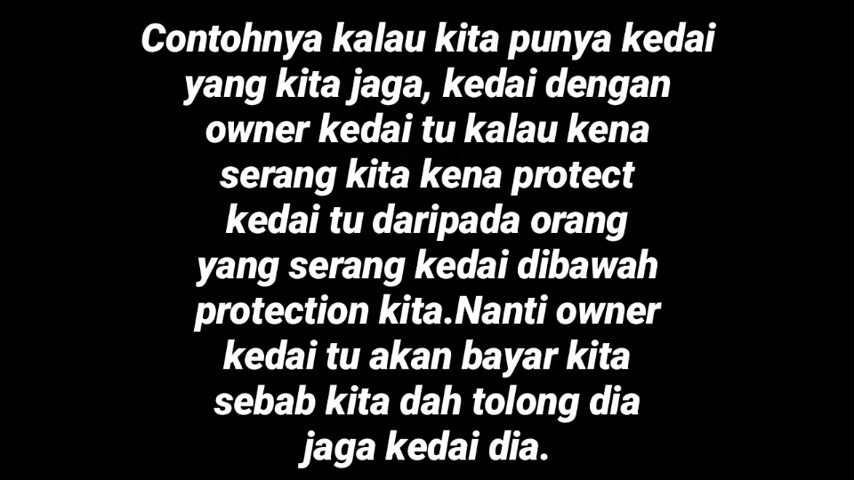 Contohnya kalau kita punya kedai
yang kita jaga, kedai dengan
owner kedai tu kalau kena
serang kita kena protect
kedai tu daripada orang
yang serang kedai dibawah
protection kita.Nanti owner
kedai tu akan bayar kita
sebab kita dah tolong dia
jaga kedai dia.